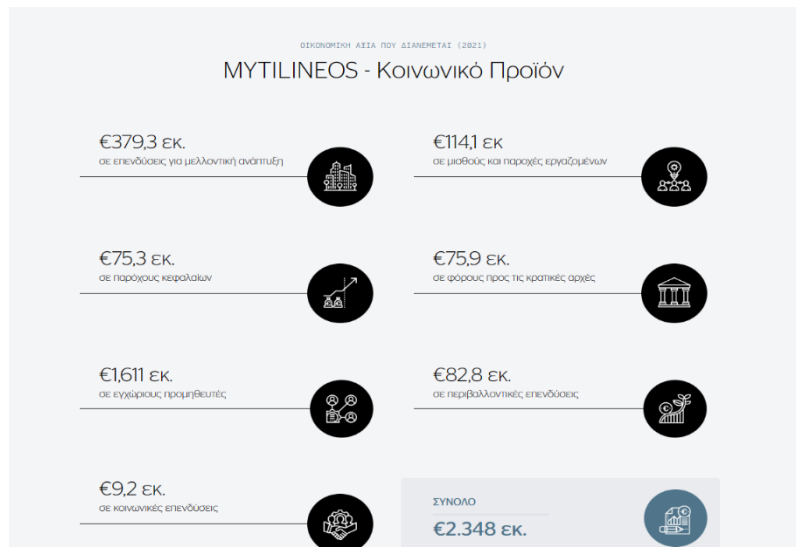 ΟΙΚΟΝΟΜΙΚΗ ΑΞΙΑ ΠΟΥ ΔΙΑΝΕΜΕΤΑΙ (2021)
MYTILINEOS - Κοινωνικό Προϊόν
€379,3 εκ.
σε επενδύσεις για μελλοντική ανάπτυξη
€114,1 εκ
σε μισθούς και παροχές εργαζομένων
€75,3 εκ.
σε παρόχους κεφαλαίων
€75,9 εκ.
σε φόρους προς τις κρατικές αρχές
€1,611 εκ.
σε εγχώριους προμηθευτές
€82,8 εκ.
σε περιβαλλοντικές επενδύσεις
€9,2 εκ.
σε κοινωνικές επενδύσεις
ΣΥΝΟΛΟ
€2.348 εκ.